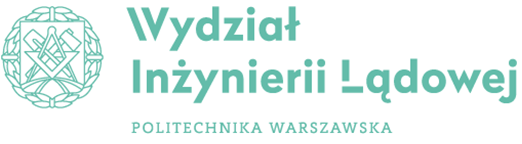 Wydział
Inżynierii Lądowej
POLITECHNIKA WARSZAWSKA